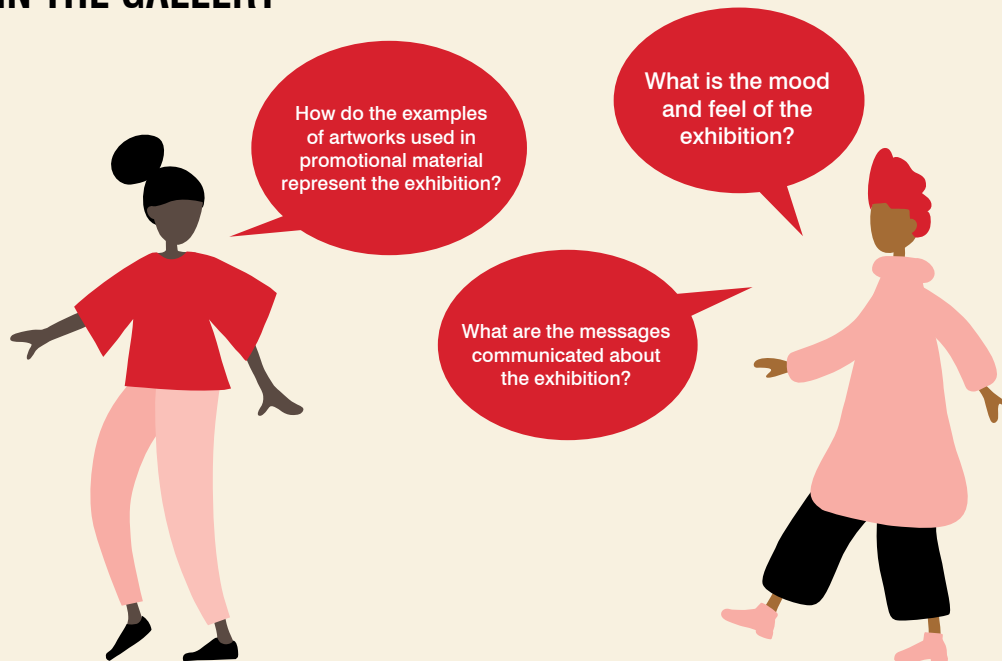 IN THE GALLERY
How do the examples
of artworks used in
promotional material
represent the exhibition?
What is the mood
and feel of the
exhibition?
What are the messages
communicated about
the exhibition?